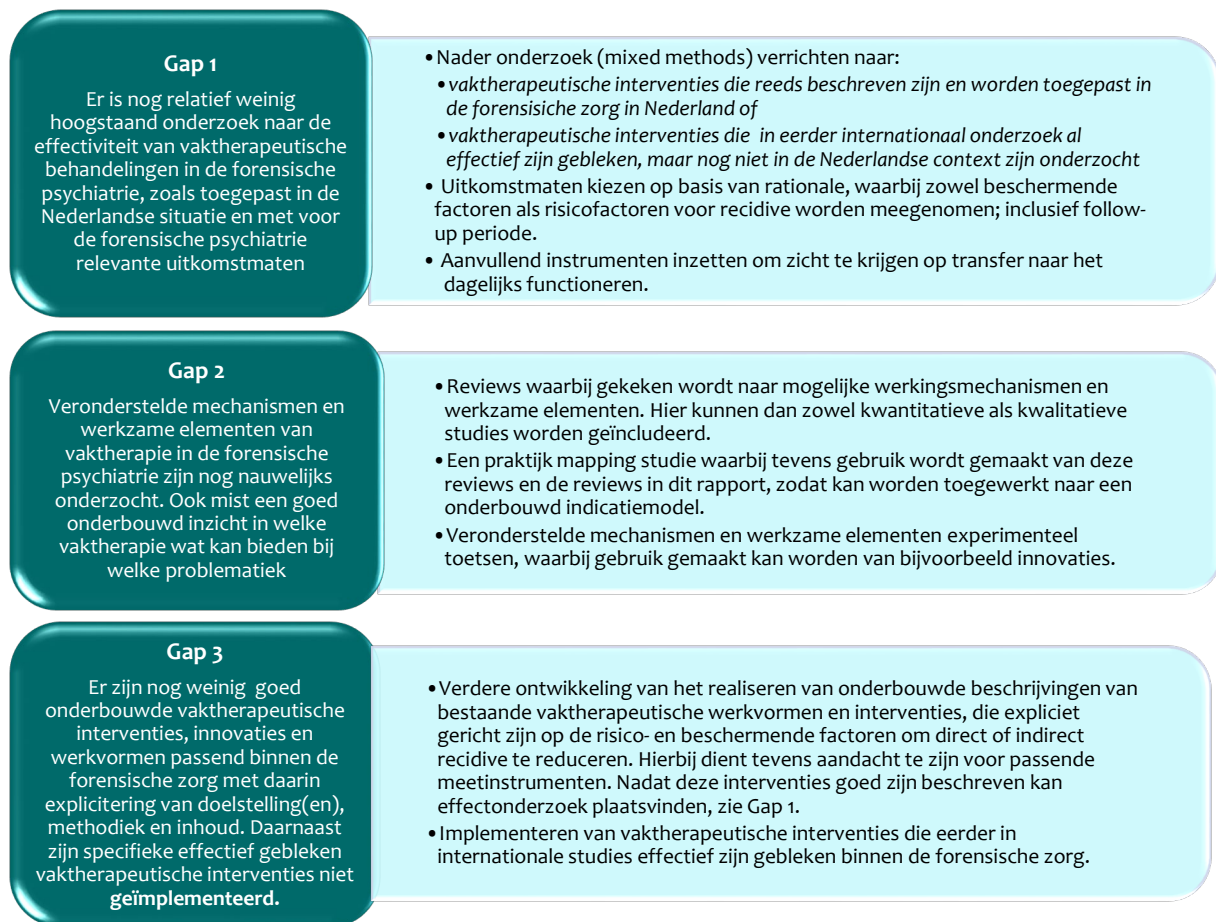 Gap 1
Er is nog relatief weinig
hoogstaand onderzoek naar de
effectiviteit van vaktherapeutische
behandelingen in de forensische
psychiatrie, zoals toegepast in de
Nederlandse situatie en met voor
de forensische psychiatrie
relevante uitkomstmaten
•Nader onderzoek (mixed methods) verrichten naar:
•vaktherapeutische interventies die reeds beschreven zijn en worden toegepast in
de forensisiche zorg in Nederland of
•vaktherapeutische interventies die in eerder internationaal onderzoek al
effectief zijn gebleken, maar nog niet in de Nederlandse context zijn onderzocht
• Uitkomstmaten kiezen op basis van rationale, waarbij zowel beschermende
factoren als risicofactoren voor recidive worden meegenomen; inclusief follow-
up periode.
• Aanvullend instrumenten inzetten om zicht te krijgen op transfer naar het
dagelijks functioneren.
Gap 2
Veronderstelde mechanismen en
werkzame elementen van
vaktherapie in de forensische
psychiatrie zijn nog nauwelijks
onderzocht. Ook mist een goed
onderbouwd inzicht in welke
vaktherapie wat kan bieden bij
welke problematiek
•Reviews waarbij gekeken wordt naar mogelijke werkingsmechanismen en
werkzame elementen. Hier kunnen dan zowel kwantitatieve als kwalitatieve
studies worden geïncludeerd.
•Een praktijk mapping studie waarbij tevens gebruik wordt gemaakt van deze
reviews en de reviews in dit rapport, zodat kan worden toegewerkt naar een
onderbouwd indicatiemodel.
•Veronderstelde mechanismen en werkzame elementen experimenteel
toetsen, waarbij gebruik gemaakt kan worden van bijvoorbeeld innovaties.
Gap 3
Er zijn nog weinig goed
onderbouwde vaktherapeutische
interventies, innovaties en
werkvormen passend binnen de
forensische zorg met daarin
explicitering van doelstelling(en),
methodiek en inhoud. Daarnaast
zijn specifieke effectief gebleken
vaktherapeutische interventies niet
geïmplementeerd.
•Verdere ontwikkeling van het realiseren van onderbouwde beschrijvingen van
bestaande vaktherapeutische werkvormen en interventies, die expliciet
gericht zijn op de risico- en beschermende factoren om direct of indirect
recidive te reduceren. Hierbij dient tevens aandacht te zijn voor passende
meetinstrumenten. Nadat deze interventies goed zijn beschreven kan
effectonderzoek plaatsvinden, zie Gap 1.
•Implementeren van vaktherapeutische interventies die eerder in
internationale studies effectief zijn gebleken binnen de forensische zorg.